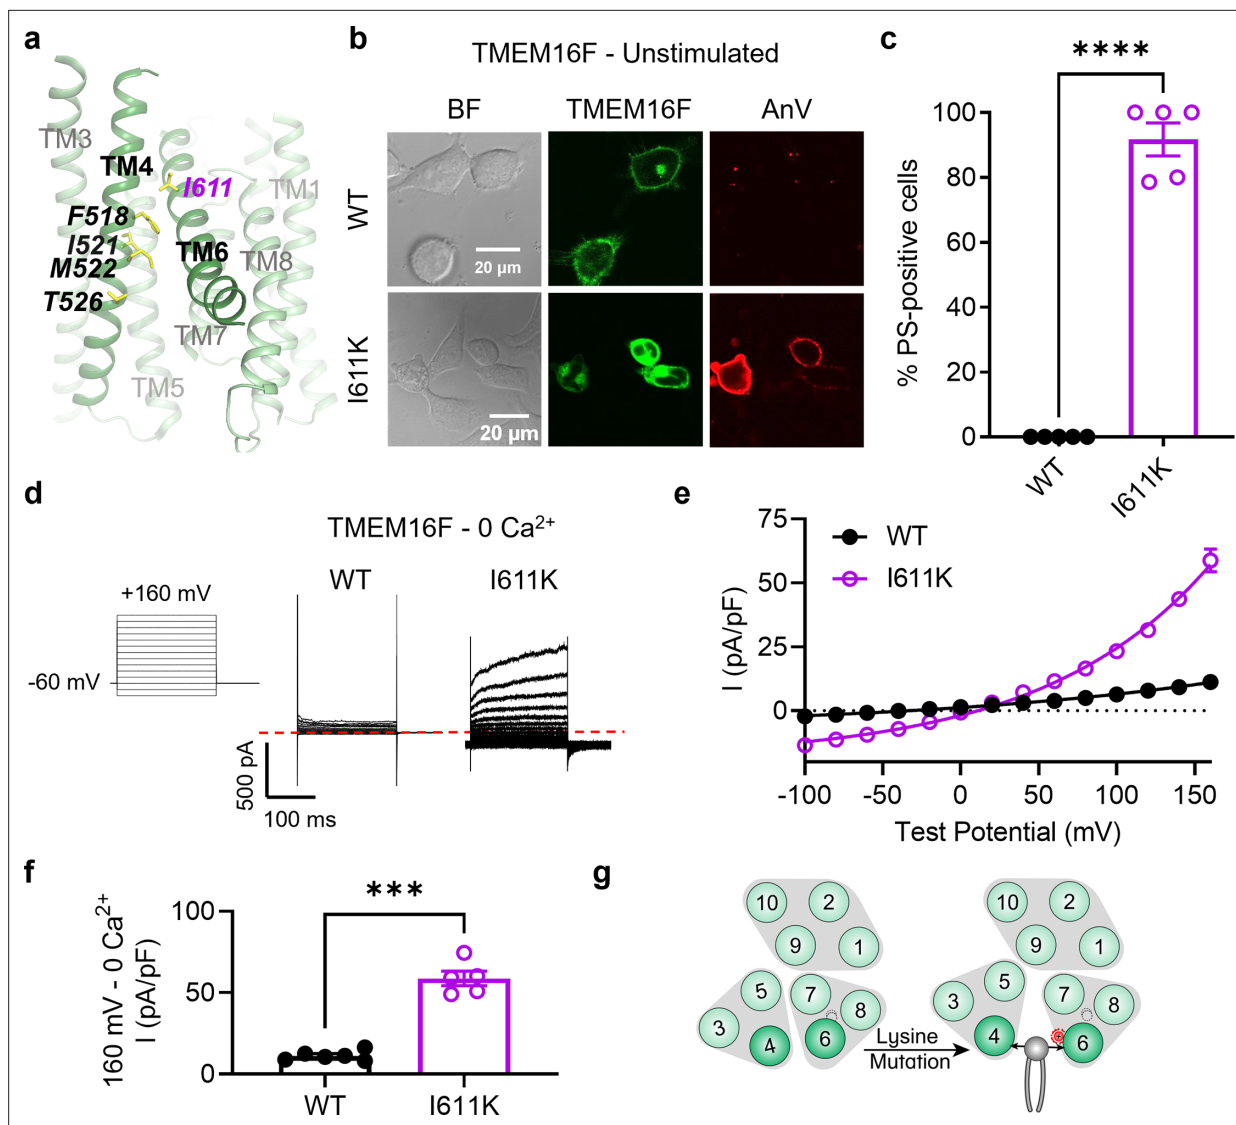 a
TM3
TM4
I611
TM1
F518
I521
M522
TM6
TM8
T526
TM7
TM5
b
TMEM16F - Unstimulated
BF
TMEM16F
AnV
WT
20 µm
I611K
20 µm
c
****
% PS-positive cells
100
80
60
40
20
0
WT
I611K
d
TMEM16F - 0 Ca²⁺
+160 mV
-60 mV
WT
I611K
500 pA
100 ms
e
WT
I611K
I (pA/pF)
75
50
25
0
-100
-50
0
50
100
150
Test Potential (mV)
f
***
160 mV - 0 Ca²⁺
I (pA/pF)
100
50
0
WT
I611K
g
10
2
9
1
5
7
3
8
4
6
Lysine
Mutation
10
2
9
1
5
7
3
8
4
6
+